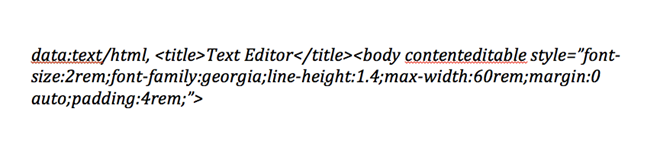 data:text/html, <title>Text Editor</title><body contenteditable style=”font-
size:2rem;font-family:georgia;line-height:1.4;max-width:60rem;margin:0
auto;padding:4rem;”>